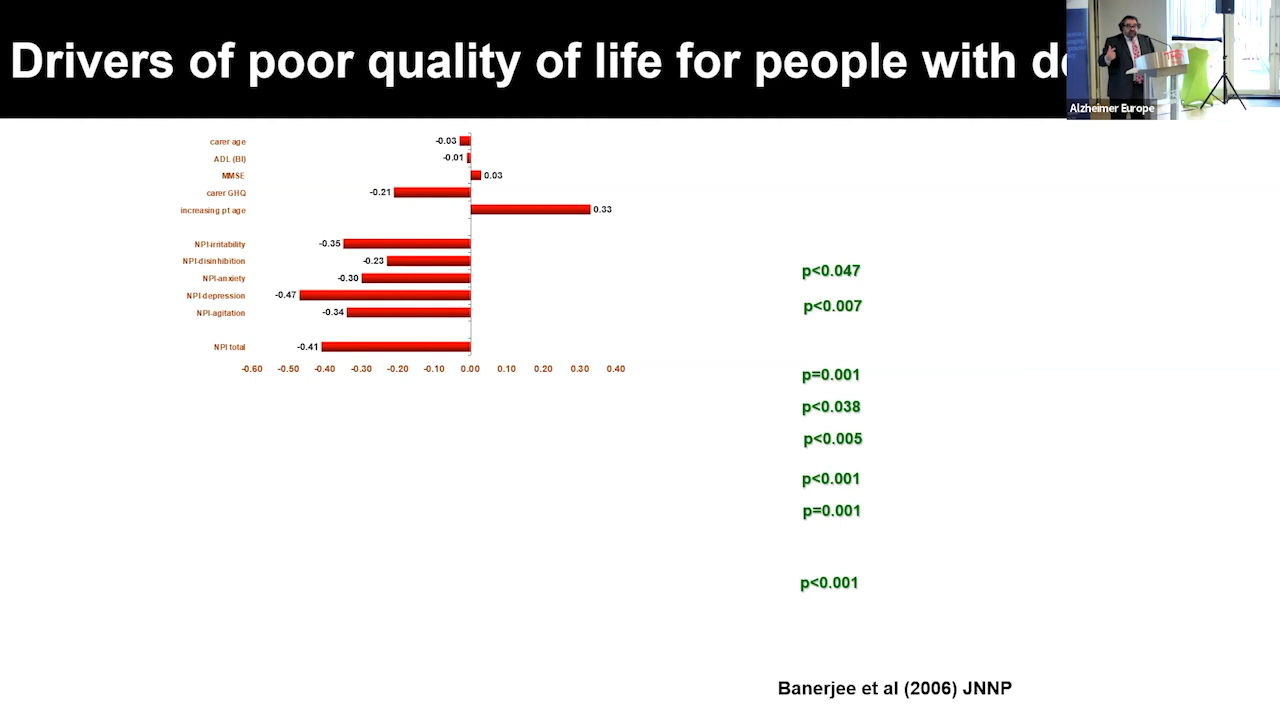 Drivers of poor quality of life for people with de
Alzheimer Europe
carer age -0.03
ADL (BI) -0.01
MMSE 0.03
carer GHQ -0.21
increasing pt age 0.33
NPI-irritability -0.35
NPI-disinhibition -0.23
NPI-anxiety -0.30
NPI-depression -0.47
NPI-agitation -0.34
NPI total -0.41
-0.60 -0.50 -0.40 -0.30 -0.20 -0.10 0.00 0.10 0.20 0.30 0.40
p<0.047
p<0.007
p=0.001
p<0.038
p<0.005
p<0.001
p=0.001
p<0.001
Banerjee et al (2006) JNNP